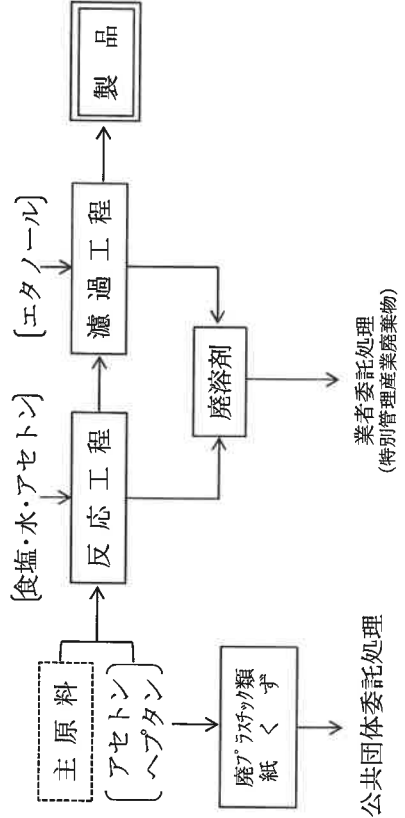 主原料
アセトン
ヘプタン
[食塩・水・アセトン]
反応工程
[エタノール]
濾過工程
製品
廃プラスチック類
紙くず
公共団体委託処理
廃溶剤
業者委託処理
(特別管理産業廃棄物)